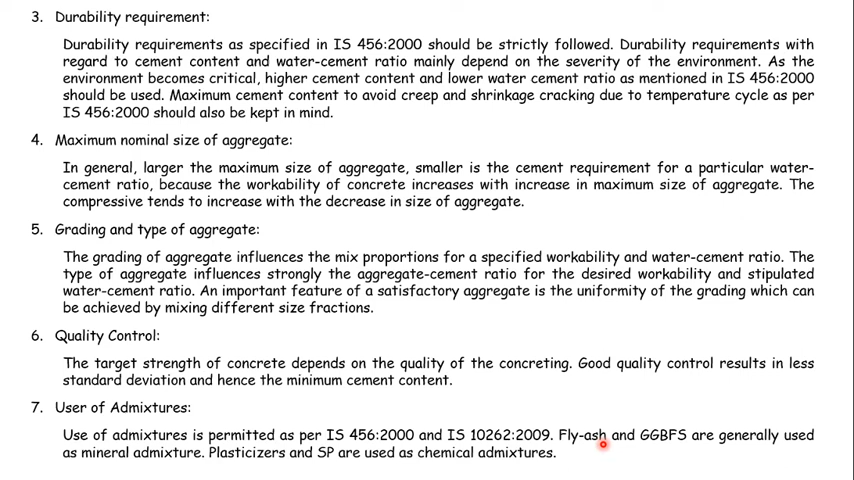 3. Durability requirement:
Durability requirements as specified in IS 456:2000 should be strictly followed. Durability requirements with
regard to cement content and water-cement ratio mainly depend on the severity of the environment. As the
environment becomes critical, higher cement content and lower water cement ratio as mentioned in IS 456:2000
should be used. Maximum cement content to avoid creep and shrinkage cracking due to temperature cycle as per
IS 456:2000 should also be kept in mind.
4. Maximum nominal size of aggregate:
In general, larger the maximum size of aggregate, smaller is the cement requirement for a particular water-
cement ratio, because the workability of concrete increases with increase in maximum size of aggregate. The
compressive tends to increase with the decrease in size of aggregate.
5. Grading and type of aggregate:
The grading of aggregate influences the mix proportions for a specified workability and water-cement ratio. The
type of aggregate influences strongly the aggregate-cement ratio for the desired workability and stipulated
water-cement ratio. An important feature of a satisfactory aggregate is the uniformity of the grading which can
be achieved by mixing different size fractions.
6. Quality Control:
The target strength of concrete depends on the quality of the concreting. Good quality control results in less
standard deviation and hence the minimum cement content.
7. User of Admixtures:
Use of admixtures is permitted as per IS 456:2000 and IS 10262:2009. Fly-ash and GGBFS are generally used
as mineral admixture. Plasticizers and SP are used as chemical admixtures.